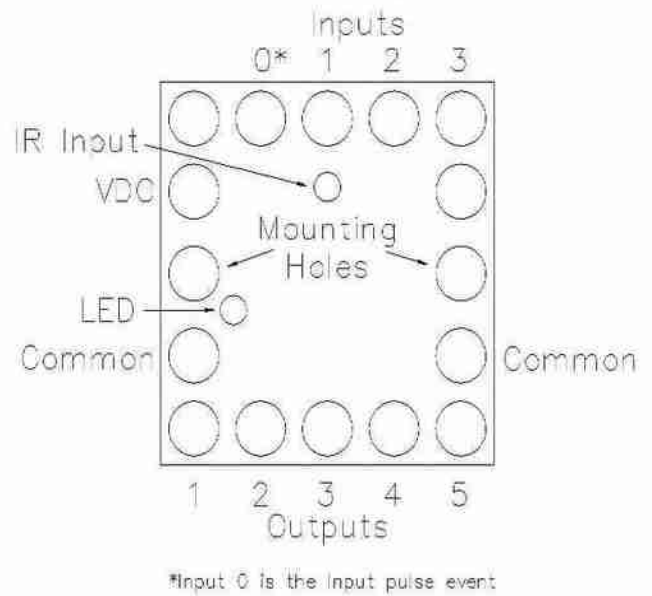 Inputs
0* 1 2 3
IR Input
VDC
Mounting
Holes
LED
Common Common
1 2 3 4 5
Outputs
*Input 0 is the input pulse event